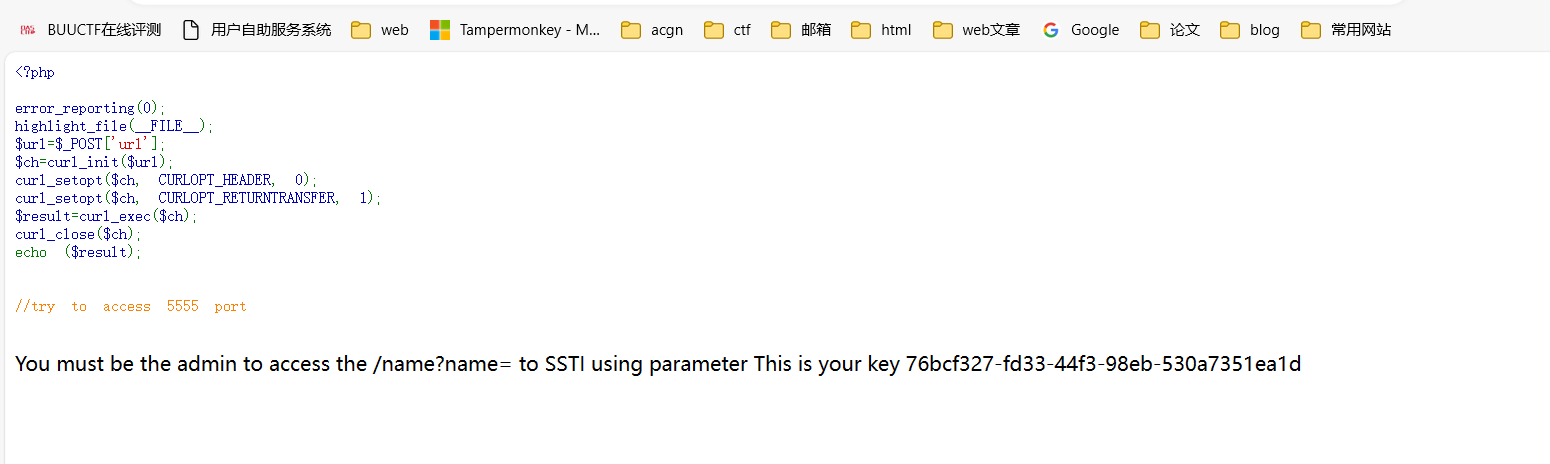 BUUCTF在线评测 用户自助服务系统 web Tampermonkey - M... acgn ctf 邮箱 html web文章 Google 论文 blog 常用网站
<?php
error_reporting(0);
highlight_file(__FILE__);
$url=$_POST['url'];
$ch=curl_init($url);
curl_setopt($ch, CURLOPT_HEADER, 0);
curl_setopt($ch, CURLOPT_RETURNTRANSFER, 1);
$result=curl_exec($ch);
curl_close($ch);
echo ($result);
//try to access 5555 port
You must be the admin to access the /name?name= to SSTI using parameter This is your key 76bcf327-fd33-44f3-98eb-530a7351ea1d